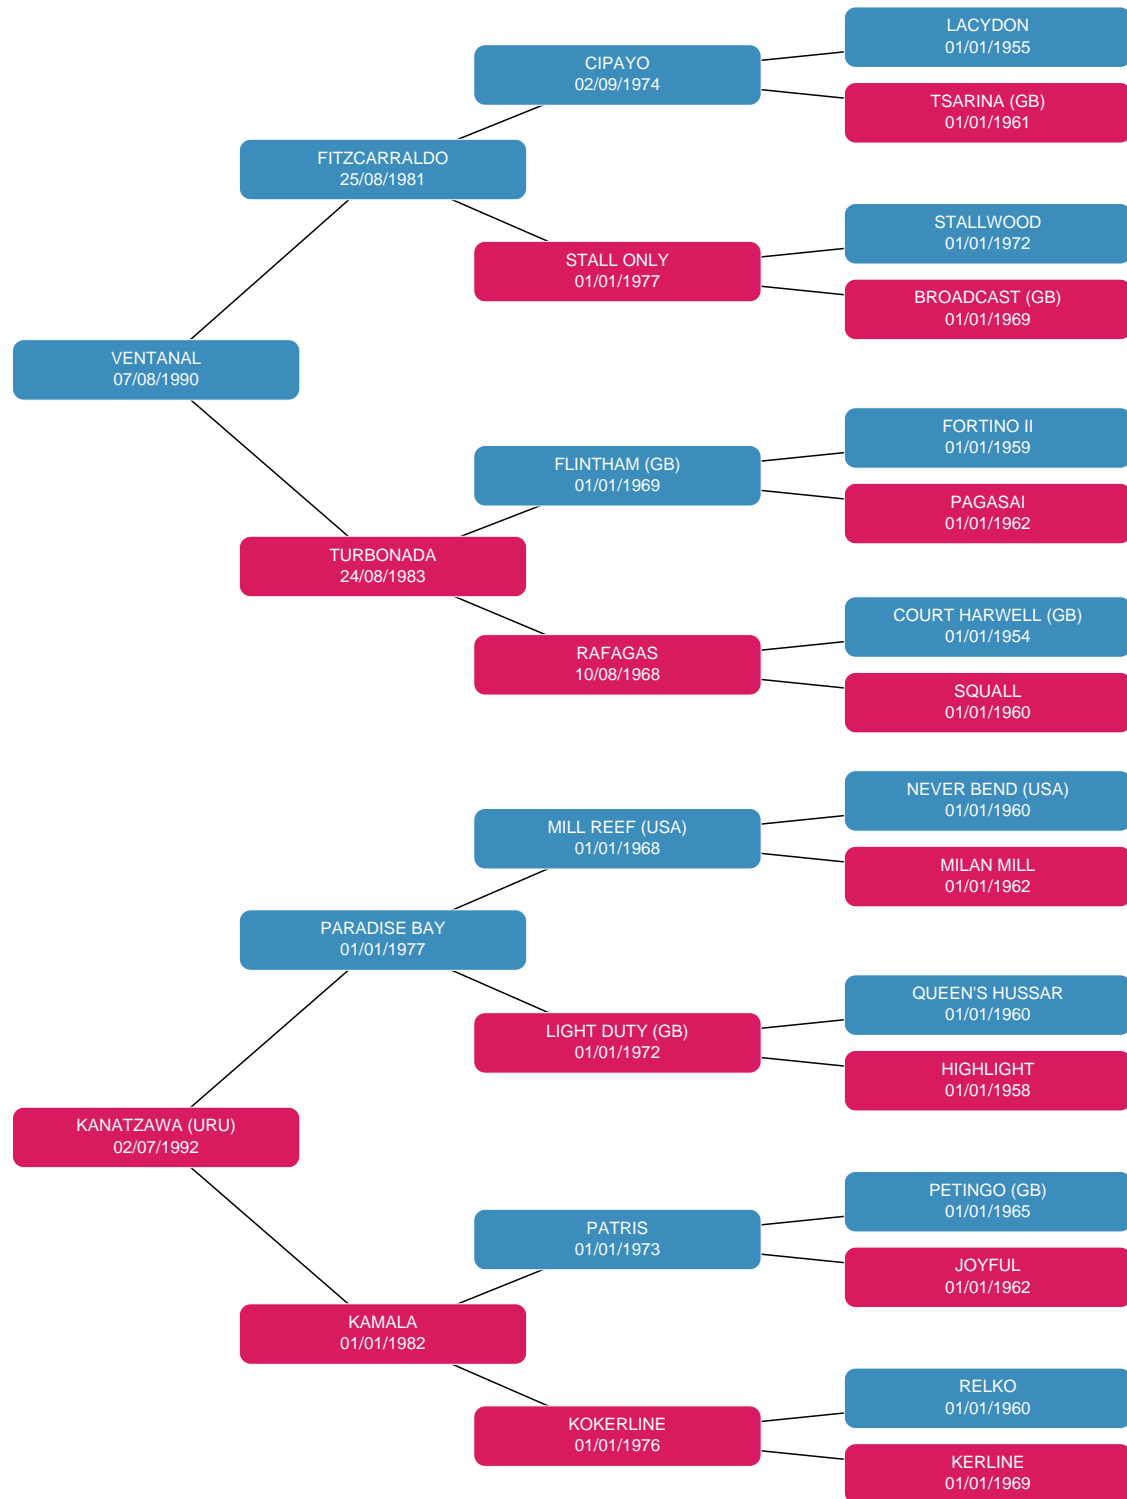 LACYDON
01/01/1955
CIPAYO
02/09/1974
TSARINA (GB)
01/01/1961
FITZCARRALDO
25/08/1981
STALLWOOD
01/01/1972
STALL ONLY
01/01/1977
BROADCAST (GB)
01/01/1969
VENTANAL
07/08/1990
FORTINO II
01/01/1959
FLINTHAM (GB)
01/01/1969
PAGASAI
01/01/1962
TURBONADA
24/08/1983
COURT HARWELL (GB)
01/01/1954
RAFAGAS
10/08/1968
SQUALL
01/01/1960
NEVER BEND (USA)
01/01/1960
MILL REEF (USA)
01/01/1968
MILAN MILL
01/01/1962
PARADISE BAY
01/01/1977
QUEEN'S HUSSAR
01/01/1960
LIGHT DUTY (GB)
01/01/1972
HIGHLIGHT
01/01/1958
KANATZAWA (URU)
02/07/1992
PETINGO (GB)
01/01/1965
PATRIS
01/01/1973
JOYFUL
01/01/1962
KAMALA
01/01/1982
RELKO
01/01/1960
KOKERLINE
01/01/1976
KERLINE
01/01/1969